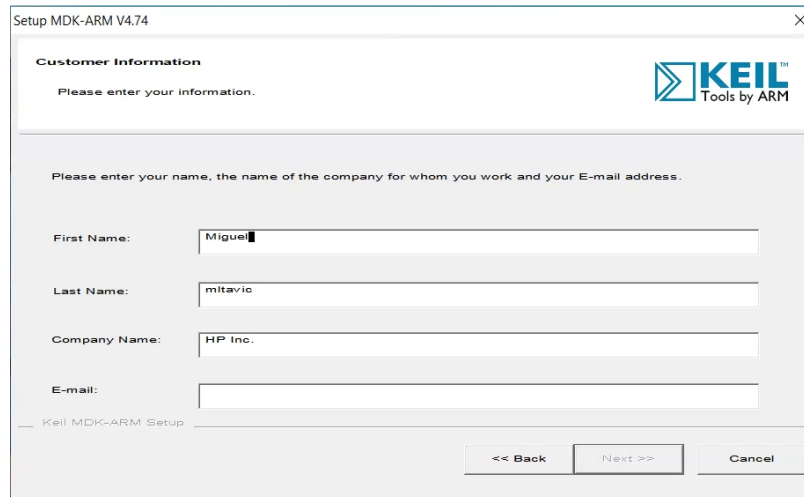 Setup MDK-ARM V4.74
Customer Information
Please enter your information.
KEIL™
Tools by ARM
Please enter your name, the name of the company for whom you work and your E-mail address.
First Name: Miguel
Last Name: mltavic
Company Name: HP Inc.
E-mail:
Keil MDK-ARM Setup
<< Back Next >> Cancel